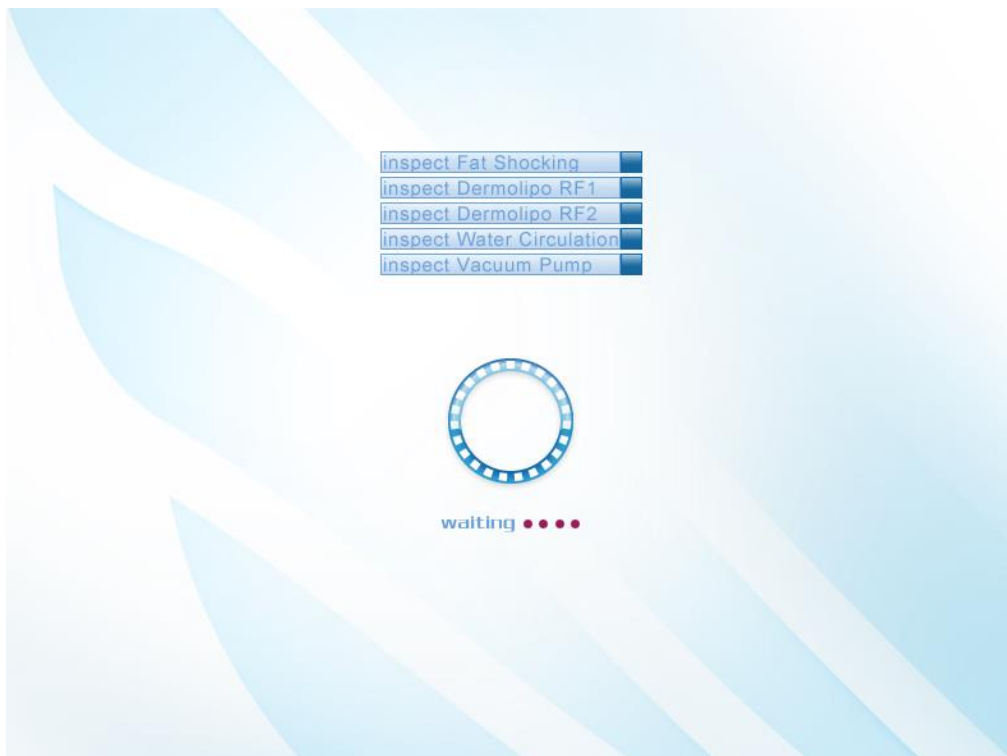 inspect Fat Shocking
inspect Dermolipo RF1
inspect Dermolipo RF2
inspect Water Circulation
inspect Vacuum Pump
waiting ●●●●